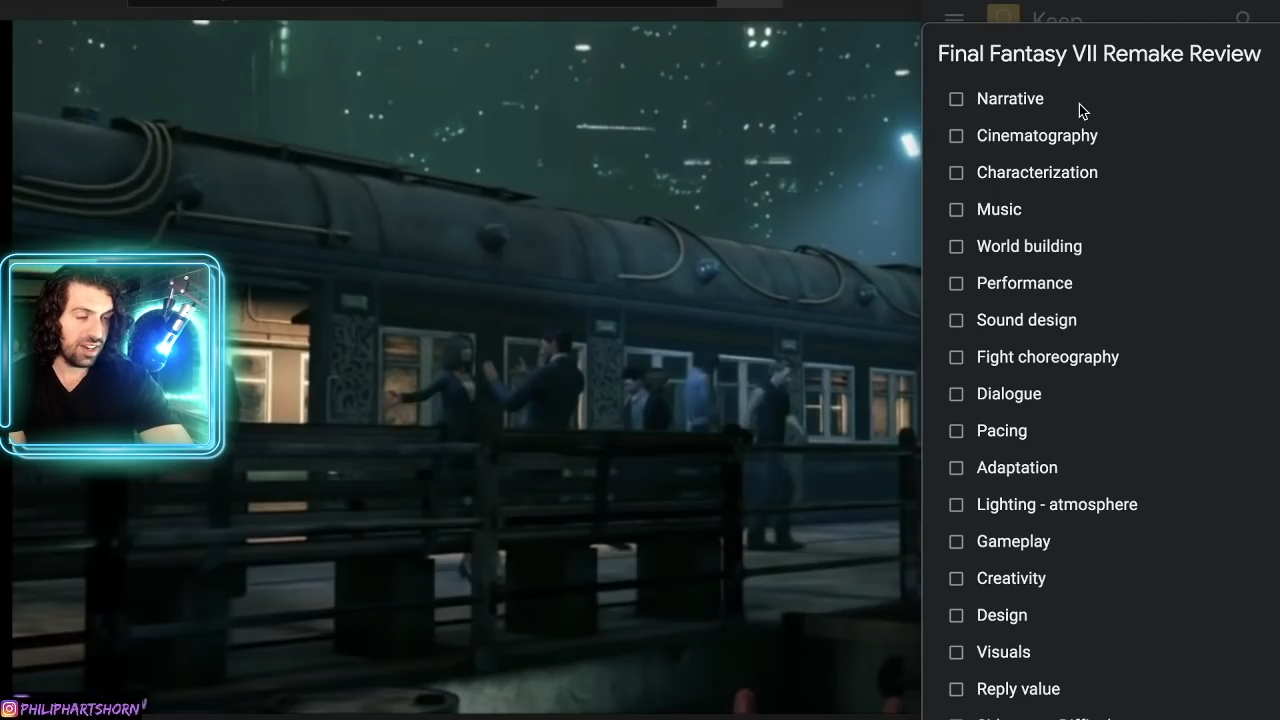 Keep
Final Fantasy VII Remake Review
Narrative
Cinematography
Characterization
Music
World building
Performance
Sound design
Fight choreography
Dialogue
Pacing
Adaptation
Lighting - atmosphere
Gameplay
Creativity
Design
Visuals
Reply value
PHILIPHARTSHORN